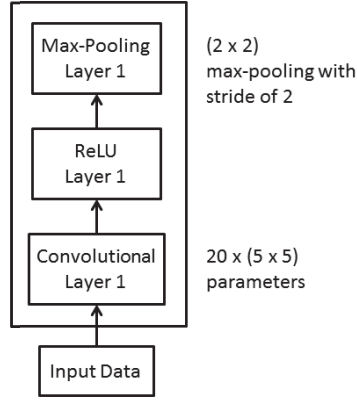 Max-Pooling
Layer 1
(2 x 2)
max-pooling with
stride of 2
ReLU
Layer 1
Convolutional
Layer 1
20 x (5 x 5)
parameters
Input Data